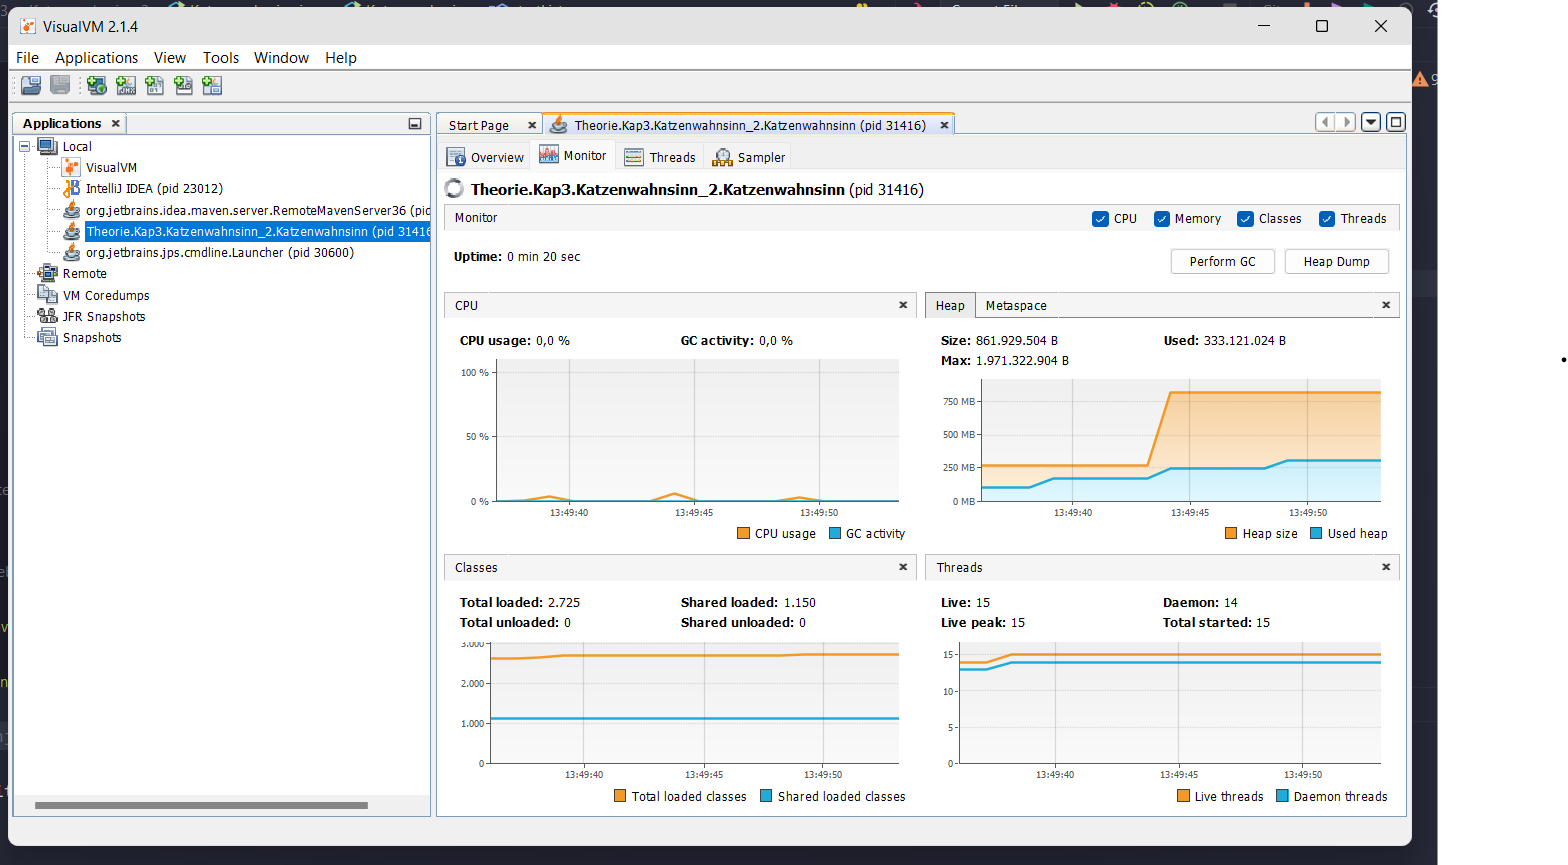 VisualVM 2.1.4
File Applications View Tools Window Help
Applications
Local
VisualVM
IntelliJ IDEA (pid 23012)
org.jetbrains.idea.maven.server.RemoteMavenServer36 (pid
Theorie.Kap3.Katzenwahnsinn_2.Katzenwahnsinn (pid 31416
org.jetbrains.jps.cmdline.Launcher (pid 30600)
Remote
VM Coredumps
JFR Snapshots
Snapshots
Start Page Theorie.Kap3.Katzenwahnsinn_2.Katzenwahnsinn (pid 31416)
Overview Monitor Threads Sampler
Theorie.Kap3.Katzenwahnsinn_2.Katzenwahnsinn (pid 31416)
Monitor CPU Memory Classes Threads
Uptime: 0 min 20 sec Perform GC Heap Dump
CPU
CPU usage: 0,0 % GC activity: 0,0 %
100 %
50 %
0 %
13:49:40 13:49:45 13:49:50
CPU usage GC activity
Heap Metaspace
Size: 861.929.504 B Used: 333.121.024 B
Max: 1.971.322.904 B
750 MB
500 MB
250 MB
0 MB
13:49:40 13:49:45 13:49:50
Heap size Used heap
Classes
Total loaded: 2.725 Shared loaded: 1.150
Total unloaded: 0 Shared unloaded: 0
3.000
2.000
1.000
0
13:49:40 13:49:45 13:49:50
Total loaded classes Shared loaded classes
Threads
Live: 15 Daemon: 14
Live peak: 15 Total started: 15
15
10
5
0
13:49:40 13:49:45 13:49:50
Live threads Daemon threads